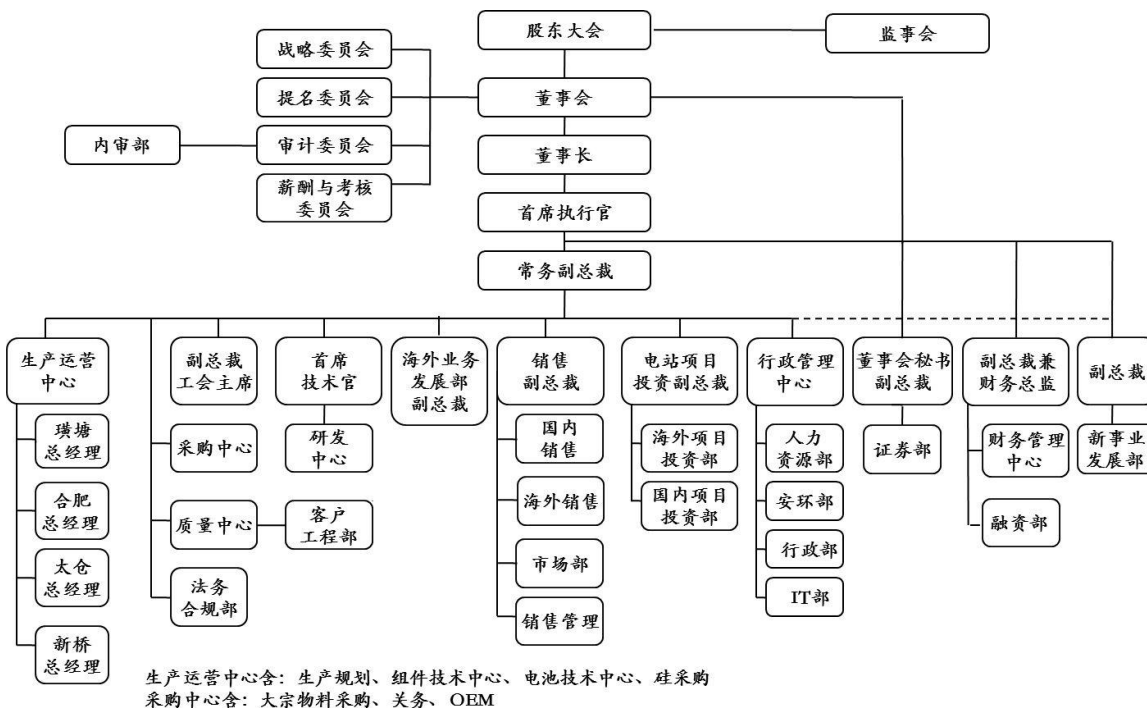 股东大会
监事会
战略委员会
提名委员会
董事会
内审部
审计委员会
董事长
薪酬与考核
委员会
首席执行官
常务副总裁
生产运营
中心
副总裁
工会主席
首席
技术官
海外业务
发展部
副总裁
销售
副总裁
电站项目
投资副总裁
行政管理
中心
董事会秘书
副总裁
副总裁兼
财务总监
副总裁
璜塘
总经理
采购中心
研发
中心
国内
销售
海外项目
投资部
人力
资源部
证券部
财务管理
中心
新事业
发展部
合肥
总经理
质量中心
客户
工程部
海外销售
国内项目
投资部
安环部
融资部
太仓
总经理
法务
合规部
市场部
行政部
新桥
总经理
销售管理
IT部
生产运营中心含：生产规划、组件技术中心、电池技术中心、硅采购
采购中心含：大宗物料采购、关务、OEM